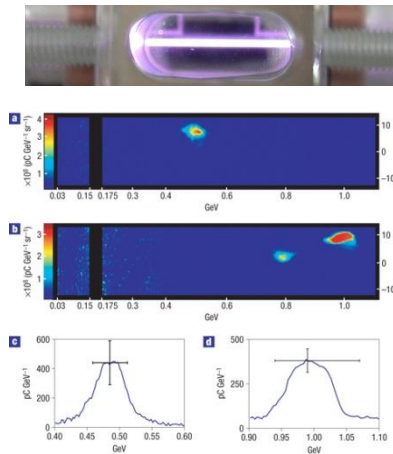 a
4
3
2
1
×10⁸ (pC GeV⁻¹ sr⁻¹)
10
0
−10
0.03 0.15 0.175 0.4 0.6 0.8 1.0
GeV
b
3
2
1
×10⁸ (pC GeV⁻¹ sr⁻¹)
10
0
−10
0.03 0.15 0.175 0.4 0.6 0.8 1.0
GeV
c
600
400
200
0
pC GeV⁻¹
0.40 0.45 0.50 0.55 0.60
GeV
d
500
250
0
pC GeV⁻¹
0.90 0.95 1.00 1.05 1.10
GeV